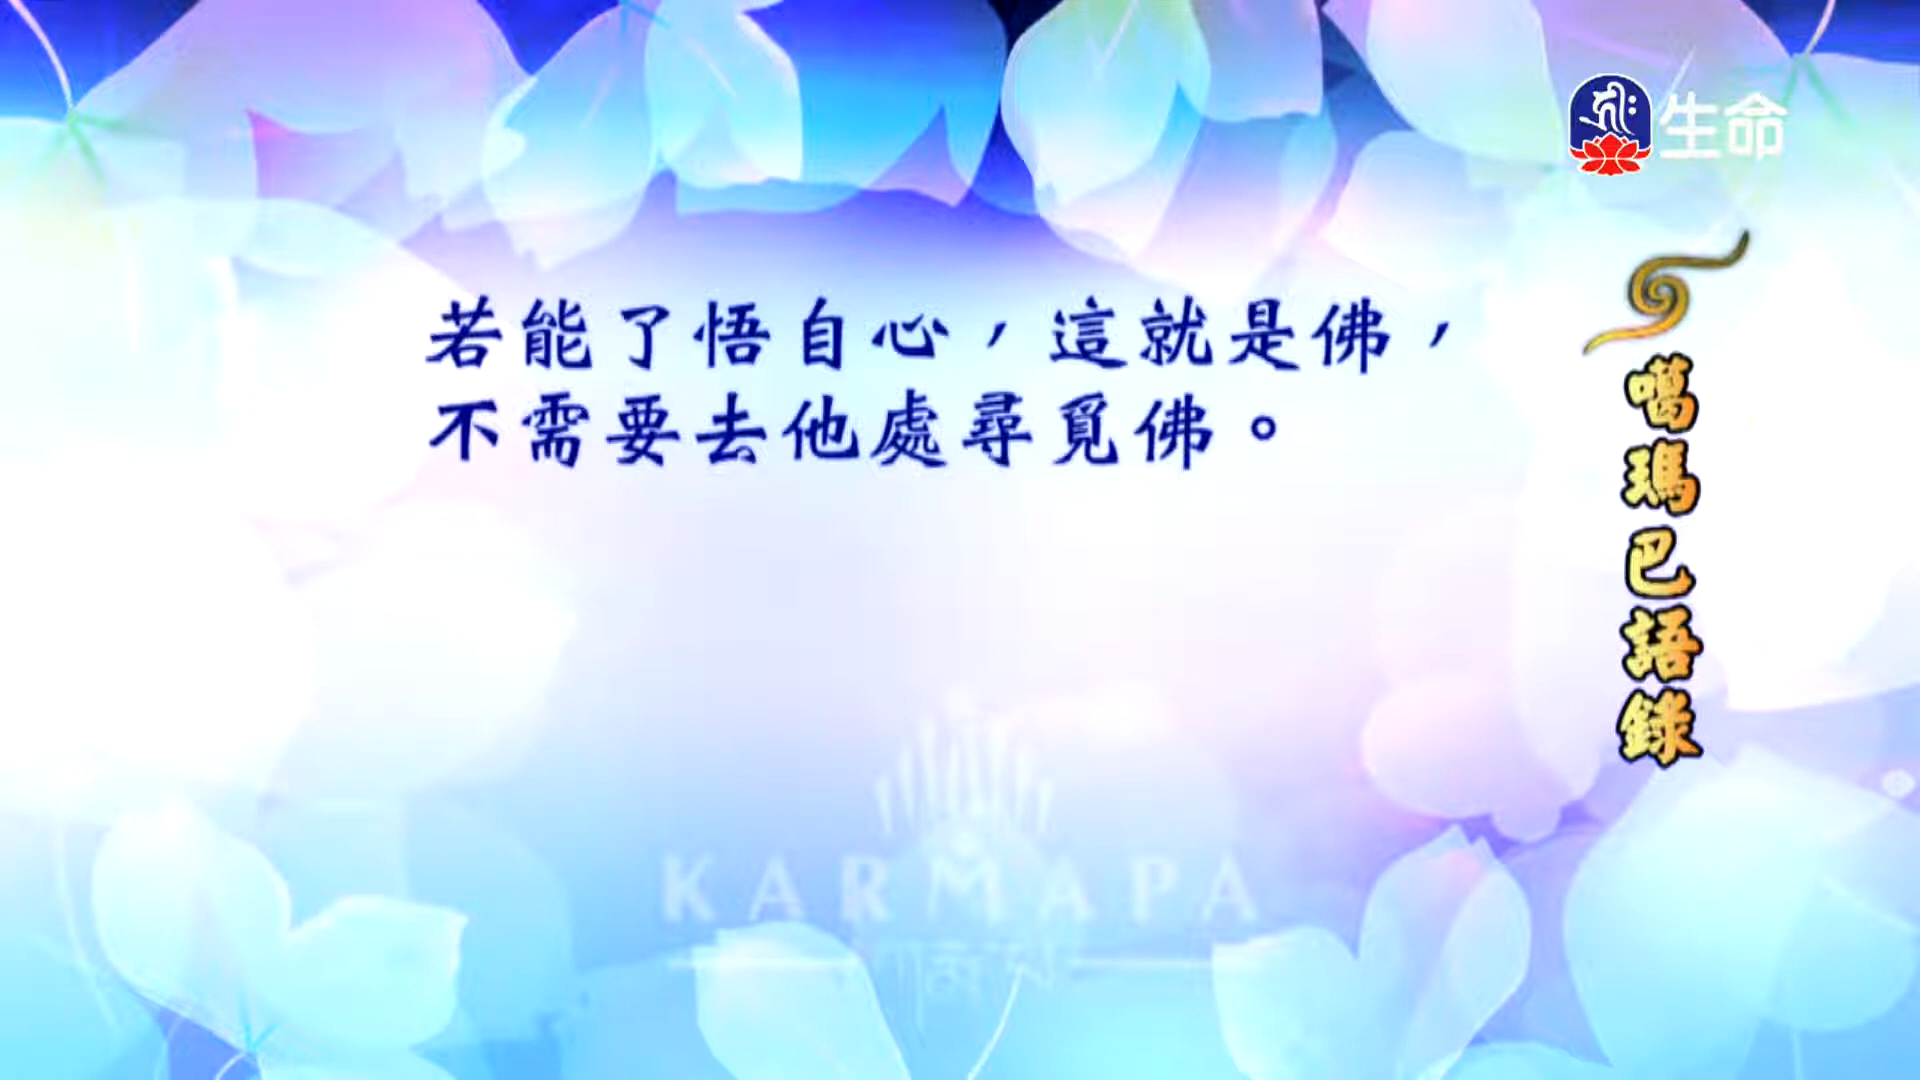 生命
若能了悟自心，這就是佛，
不需要去他處尋覓佛。
噶瑪巴語錄
KARMAPA